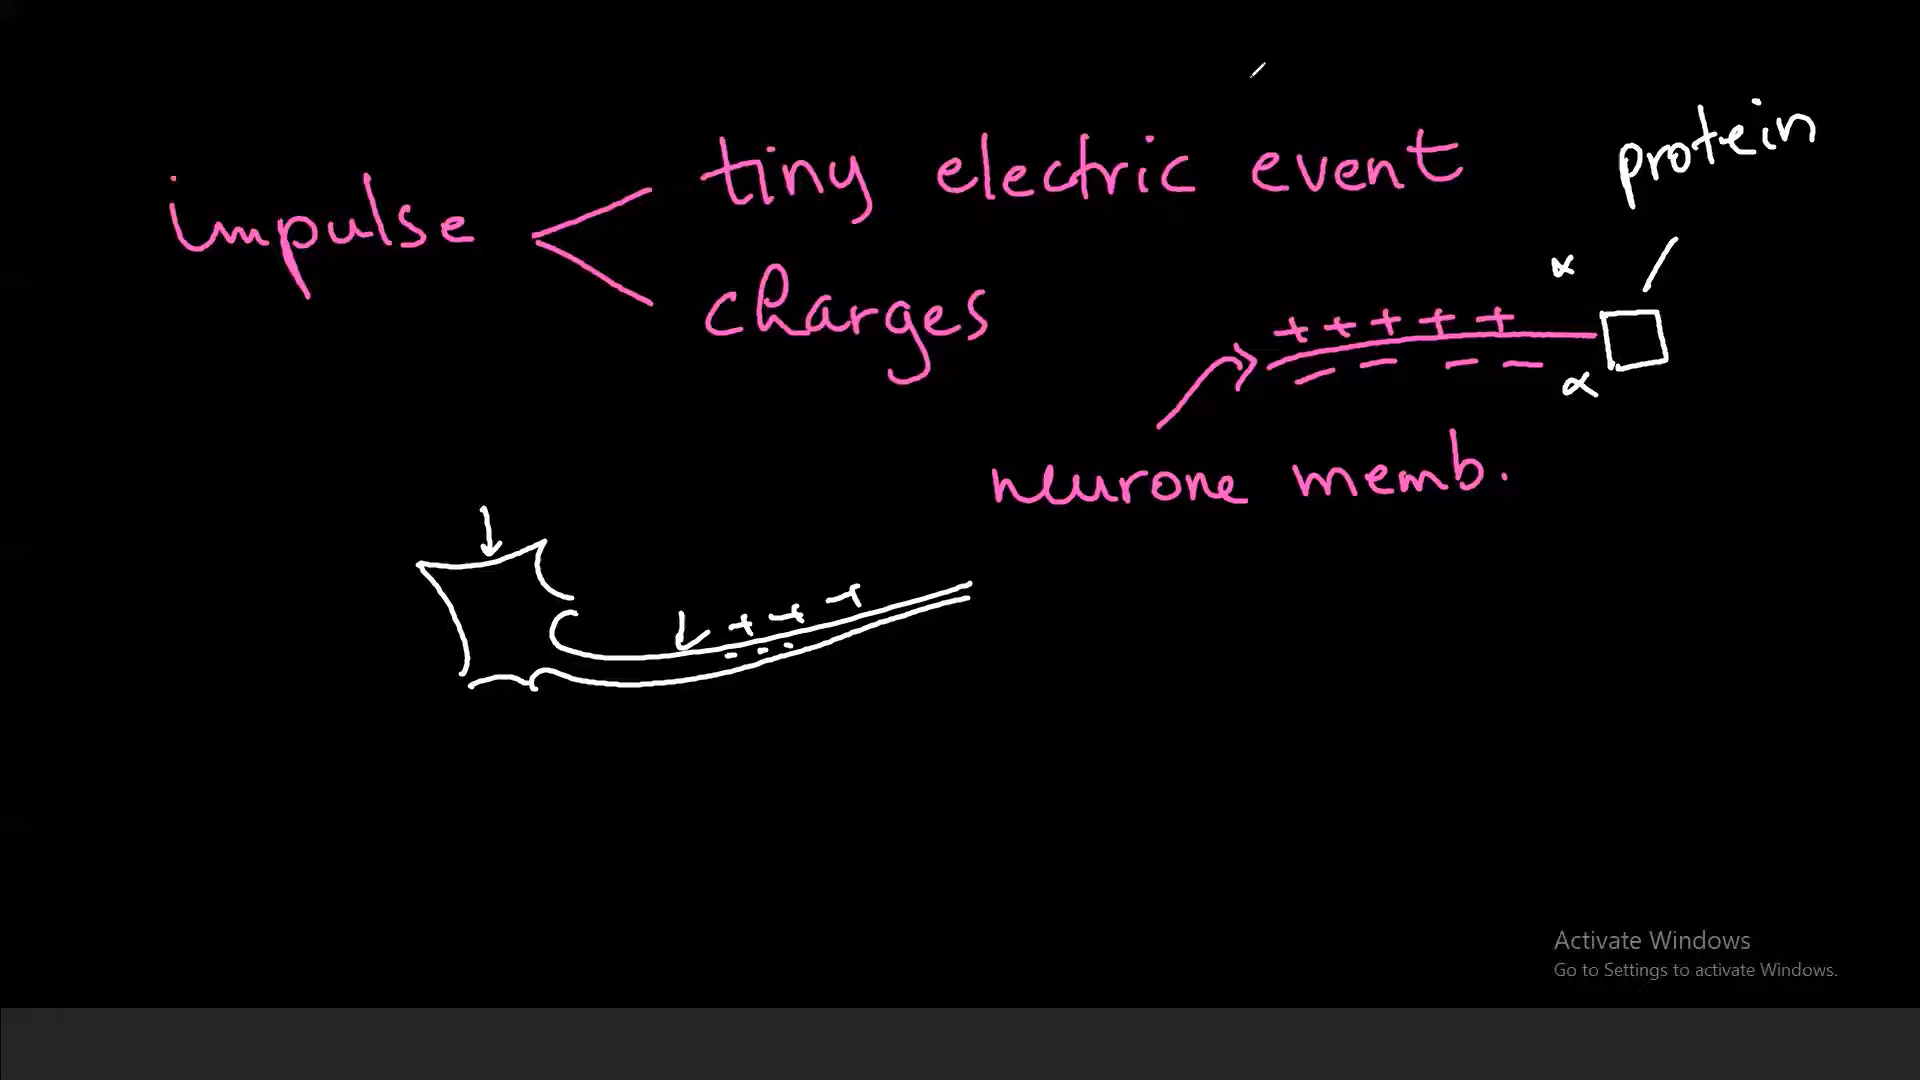 impulse
tiny electric event
charges
protein
+ + + + +
- - - -
neurone memb.
+ + +
- - -
Activate Windows
Go to Settings to activate Windows.